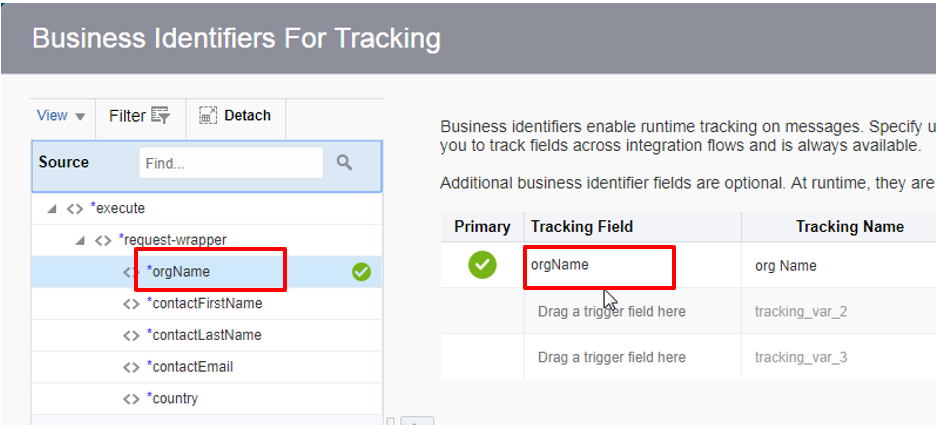 Business Identifiers For Tracking
View Filter Detach
Source Find...
*execute
*request-wrapper
*orgName
*contactFirstName
*contactLastName
*contactEmail
*country
Business identifiers enable runtime tracking on messages. Specify u
you to track fields across integration flows and is always available.
Additional business identifier fields are optional. At runtime, they are
Primary Tracking Field Tracking Name
orgName org Name
Drag a trigger field here tracking_var_2
Drag a trigger field here tracking_var_3